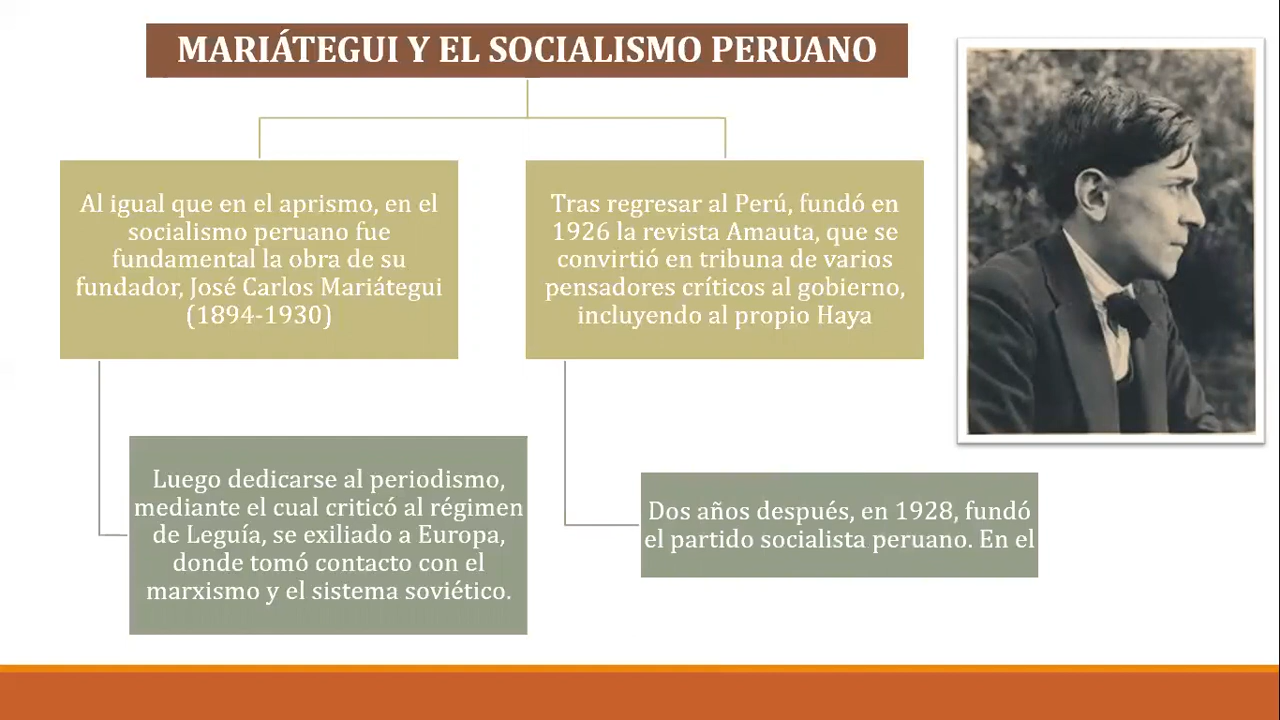 MARIÁTEGUI Y EL SOCIALISMO PERUANO
Al igual que en el aprismo, en el
socialismo peruano fue
fundamental la obra de su
fundador, José Carlos Mariátegui
(1894-1930)
Luego dedicarse al periodismo,
mediante el cual criticó al régimen
de Leguía, se exiliado a Europa,
donde tomó contacto con el
marxismo y el sistema soviético.
Tras regresar al Perú, fundó en
1926 la revista Amauta, que se
convirtió en tribuna de varios
pensadores críticos al gobierno,
incluyendo al propio Haya
Dos años después, en 1928, fundó
el partido socialista peruano. En el